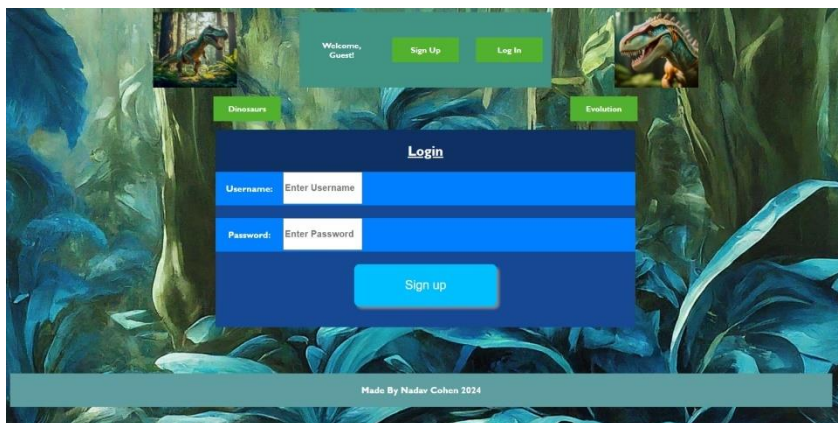 Welcome,
Guest!
Sign Up
Log In
Dinosaurs
Evolution
Login
Username:
Enter Username
Password:
Enter Password
Sign up
Made By Nadav Cohen 2024